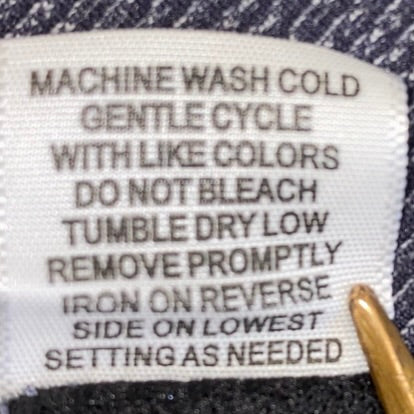 MACHINE WASH COLD
GENTLE CYCLE
WITH LIKE COLORS
DO NOT BLEACH
TUMBLE DRY LOW
REMOVE PROMPTLY
IRON ON REVERSE
SIDE ON LOWEST
SETTING AS NEEDED